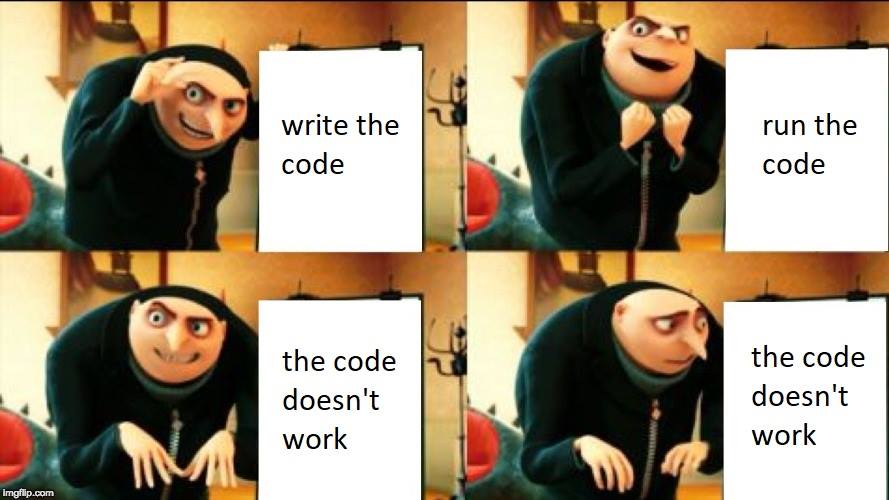 write the
code
run the
code
the code
doesn't
work
the code
doesn't
work
imgflip.com